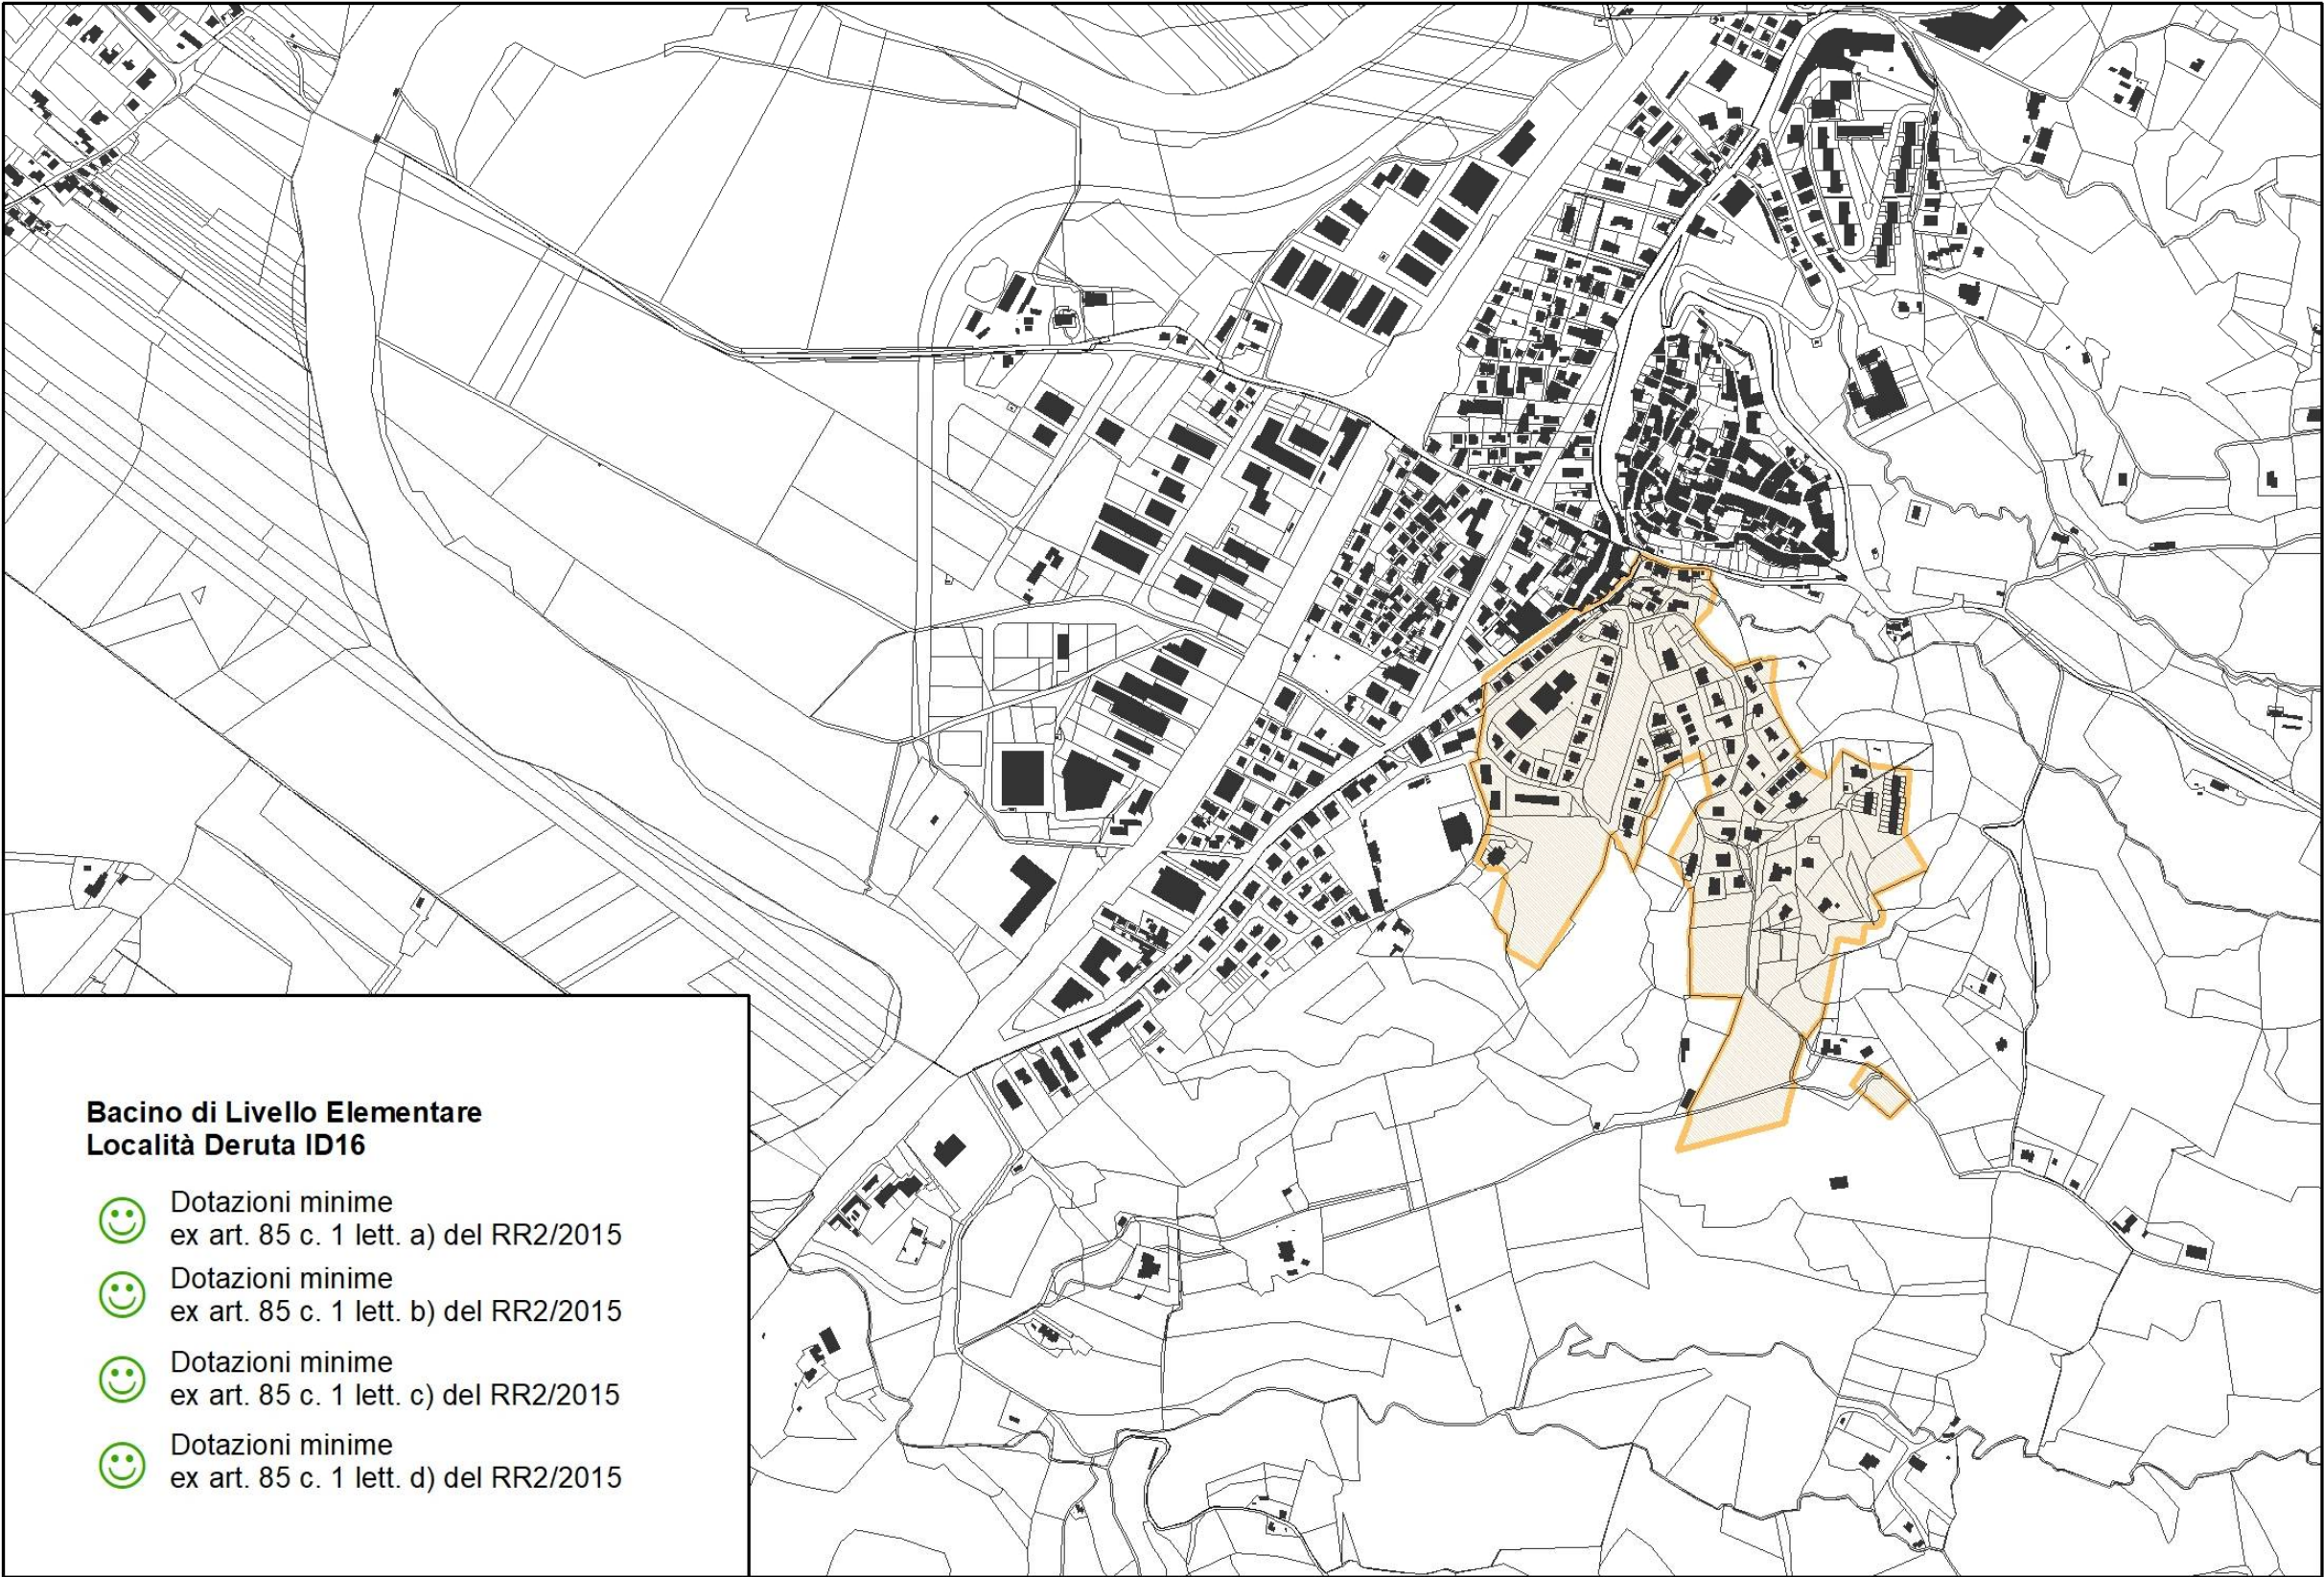 Bacino di Livello Elementare
Località Deruta ID16
Dotazioni minime
ex art. 85 c. 1 lett. a) del RR2/2015
Dotazioni minime
ex art. 85 c. 1 lett. b) del RR2/2015
Dotazioni minime
ex art. 85 c. 1 lett. c) del RR2/2015
Dotazioni minime
ex art. 85 c. 1 lett. d) del RR2/2015